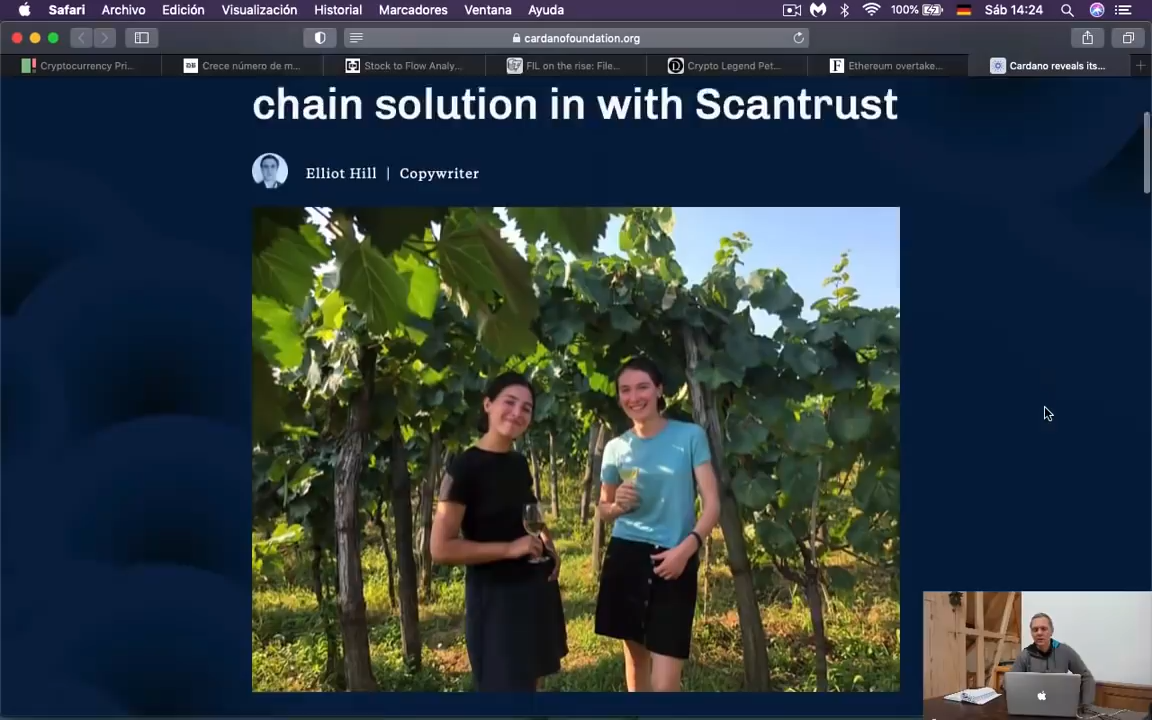 Safari Archivo Edición Visualización Historial Marcadores Ventana Ayuda 100% Sáb 14:24
cardanofoundation.org
Cryptocurrency Pri... Crece número de m... Stock to Flow Analy... FIL on the rise: File... Crypto Legend Pet... Ethereum overtake... Cardano reveals its...
chain solution in with Scantrust
Elliot Hill | Copywriter